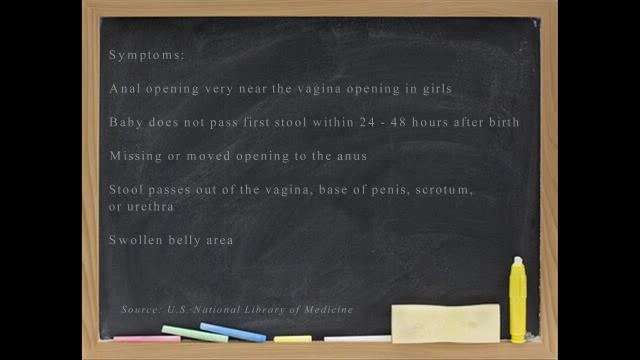 Symptoms:
Anal opening very near the vagina opening in girls
Baby does not pass first stool within 24 - 48 hours after birth
Missing or moved opening to the anus
Stool passes out of the vagina, base of penis, scrotum,
or urethra
Swollen belly area
Source: U.S. National Library of Medicine